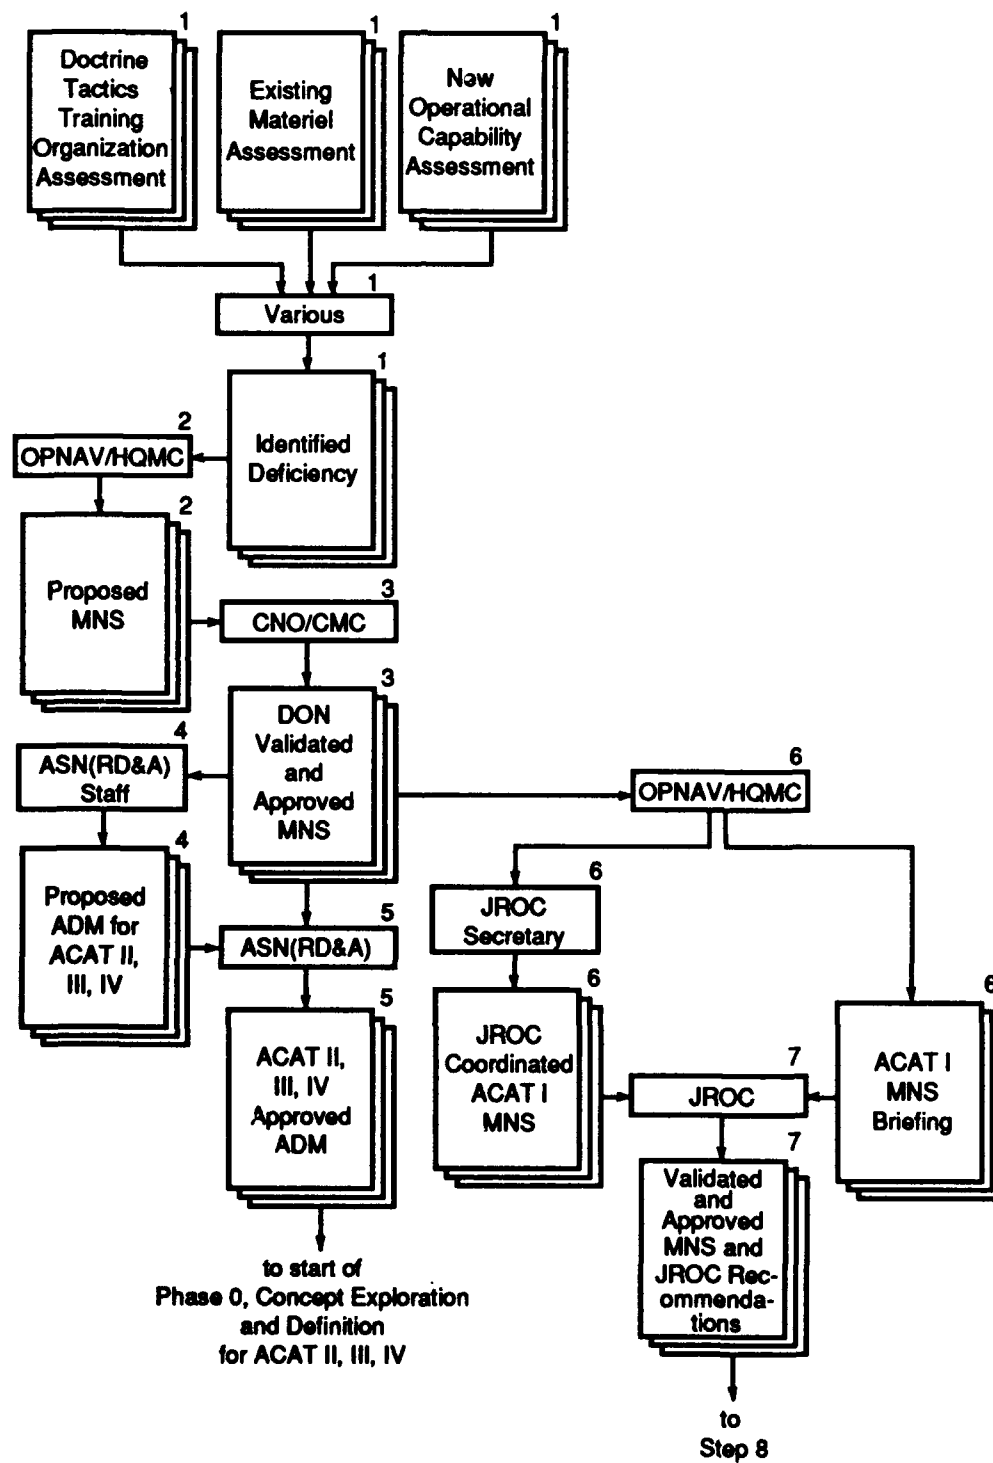 1
Doctrine
Tactics
Training
Organization
Assessment
1
Existing
Materiel
Assessment
1
New
Operational
Capability
Assessment
1
Various
1
Identified
Deficiency
2
OPNAV/HQMC
2
Proposed
MNS
3
CNO/CMC
3
DON
Validated
and
Approved
MNS
4
ASN(RD&A)
Staff
4
Proposed
ADM for
ACAT II,
III, IV
5
ASN(RD&A)
5
ACAT II,
III, IV
Approved
ADM
to start of
Phase 0, Concept Exploration
and Definition
for ACAT II, III, IV
6
OPNAV/HQMC
6
JROC
Secretary
6
JROC
Coordinated
ACAT I
MNS
6
ACAT I
MNS
Briefing
7
JROC
7
Validated
and
Approved
MNS and
JROC Rec-
ommenda-
tions
to
Step 8